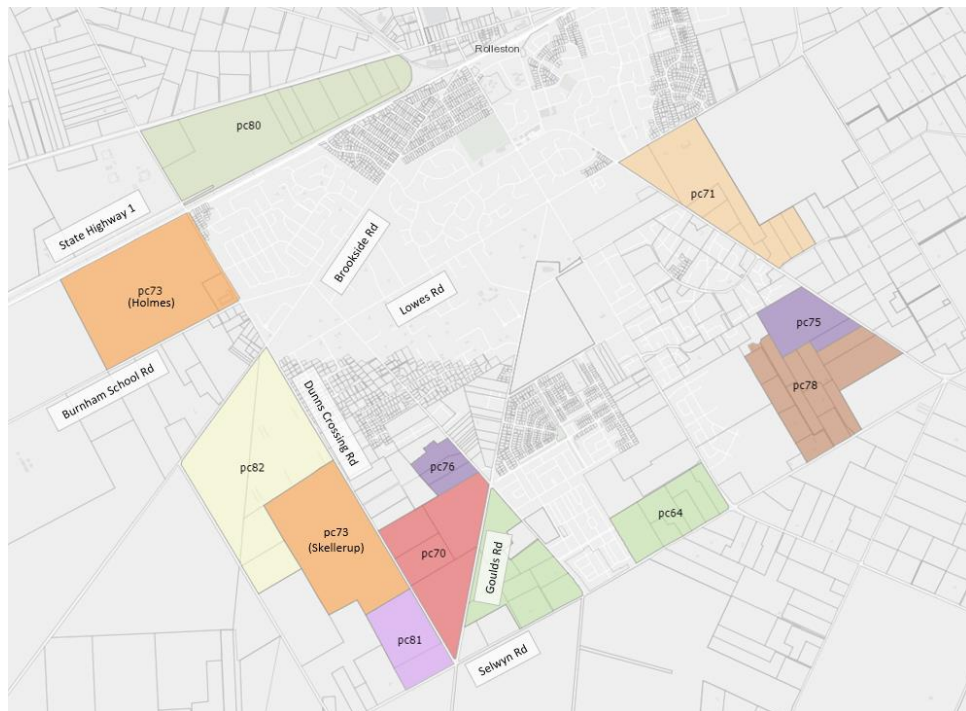 Rolleston
pc80
pc71
State Highway 1
Brookside Rd
pc73
(Holmes)
Lowes Rd
pc75
Burnham School Rd
pc78
Dunns Crossing Rd
pc82
pc76
pc64
pc73
(Skellerup)
pc70
Goulds Rd
pc81
Selwyn Rd